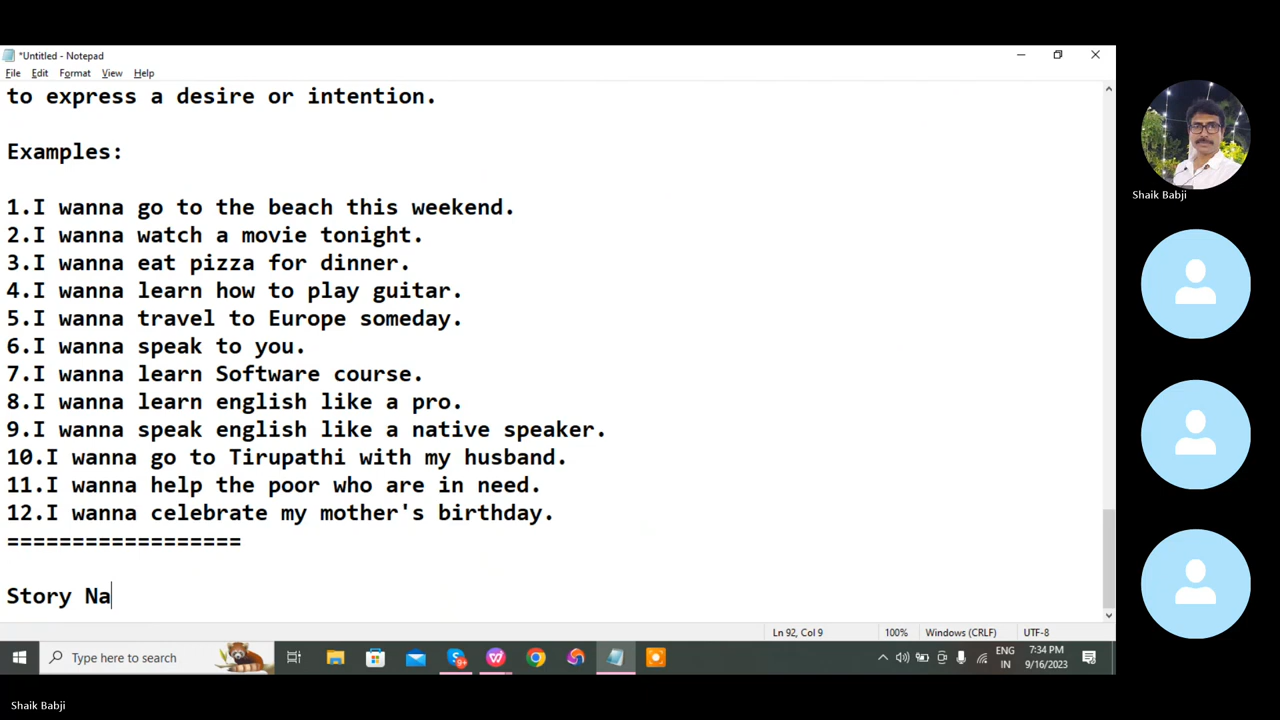 *Untitled - Notepad
File Edit Format View Help
to express a desire or intention.
Examples:
1.I wanna go to the beach this weekend.
2.I wanna watch a movie tonight.
3.I wanna eat pizza for dinner.
4.I wanna learn how to play guitar.
5.I wanna travel to Europe someday.
6.I wanna speak to you.
7.I wanna learn Software course.
8.I wanna learn english like a pro.
9.I wanna speak english like a native speaker.
10.I wanna go to Tirupathi with my husband.
11.I wanna help the poor who are in need.
12.I wanna celebrate my mother's birthday.
==================
Story Na
Shaik Babji
Ln 92, Col 9 100% Windows (CRLF) UTF-8
Type here to search
ENG
IN
7:34 PM
9/16/2023
Shaik Babji